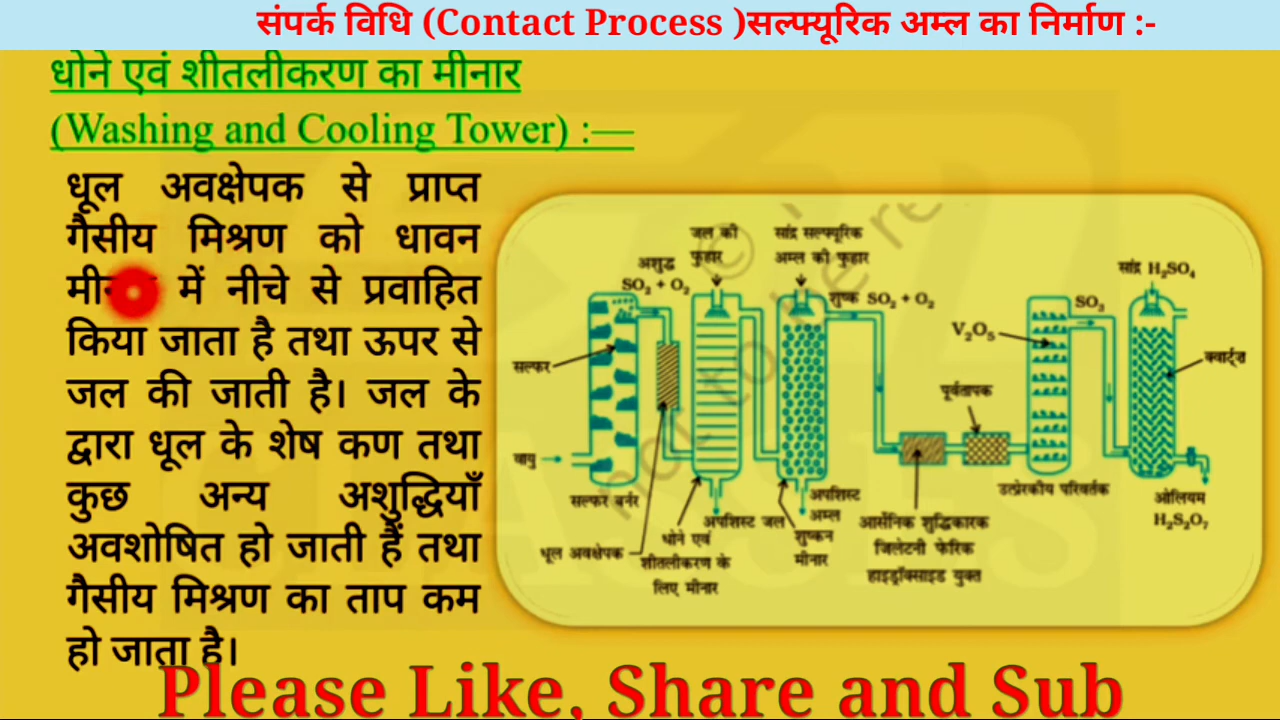 संपर्क विधि (Contact Process )सल्फ्यूरिक अम्ल का निर्माण :-
धोने एवं शीतलीकरण का मीनार
(Washing and Cooling Tower) :—
धूल अवक्षेपक से प्राप्त
गैसीय मिश्रण को धावन
में नीचे से प्रवाहित
किया जाता है तथा ऊपर से
जल की जाती है। जल के
द्वारा धूल के शेष कण तथा
कुछ अन्य अशुद्धियाँ
अवशोषित हो जाती हैं तथा
गैसीय मिश्रण का ताप कम
हो जाता है।
जल की
फुहार
सांद्र सल्फ्यूरिक
अम्ल की फुहार
अशुद्ध
SO₂ + O₂
शुष्क SO₂ + O₂
सांद्र H₂SO₄
SO₃
V₂O₅
क्वार्ट्ज
सल्फर
पूर्वतापक
वायु
सल्फर बर्नर
धूल अवक्षेपक
अपशिस्ट जल
धोने एवं
शीतलीकरण के
लिए मीनार
अपशिस्ट
अम्ल
शुष्कन
मीनार
आर्सेनिक शुद्धिकारक
जिलेटनी फेरिक
हाइड्रॉक्साइड युक्त
उत्प्रेरकीय परिवर्तक
ओलियम
H₂S₂O₇
Please Like, Share and Sub